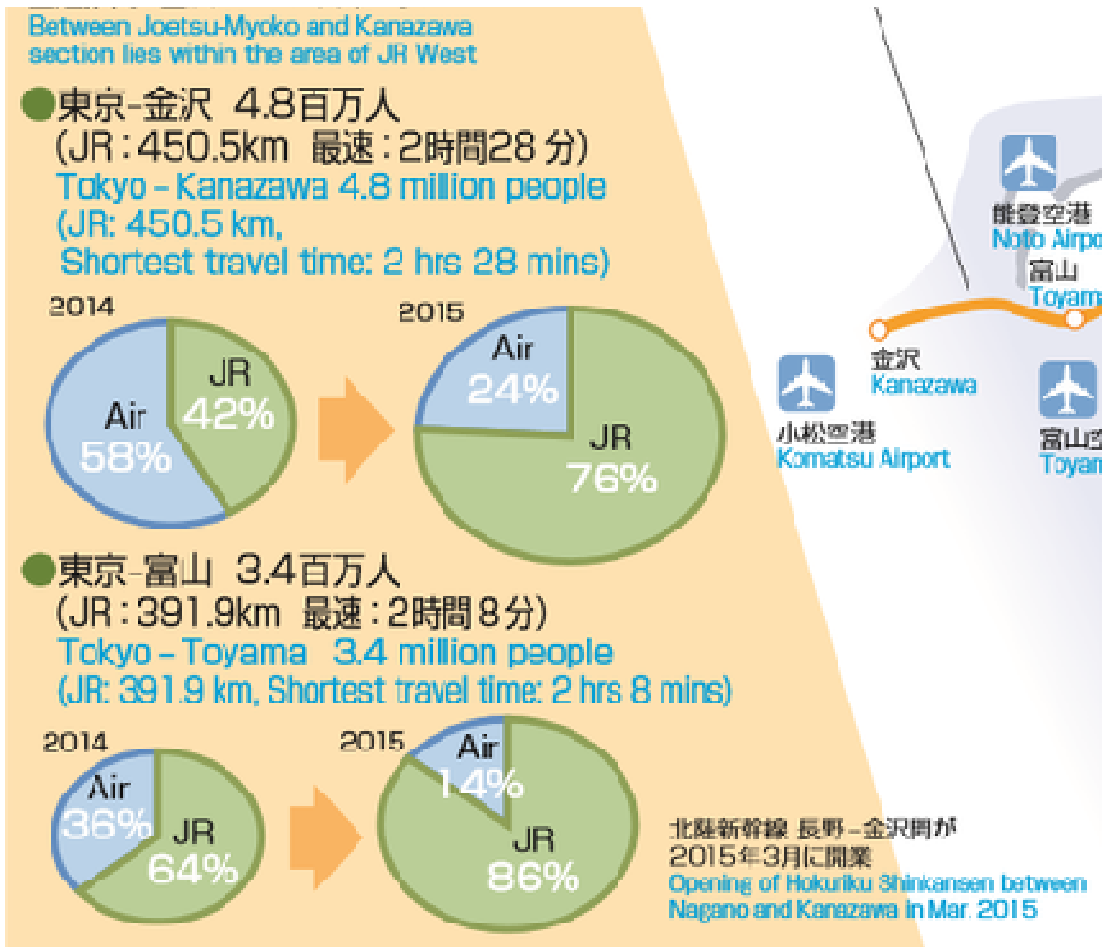 Between Joetsu-Myoko and Kanazawa
section lies within the area of JR West
●東京-金沢 4.8百万人
(JR：450.5km 最速：2時間28分)
Tokyo – Kanazawa 4.8 million people
(JR: 450.5 km,
Shortest travel time: 2 hrs 28 mins)
2014
Air
58%
JR
42%
2015
Air
24%
JR
76%
●東京-富山 3.4百万人
(JR：391.9km 最速：2時間8分)
Tokyo – Toyama 3.4 million people
(JR: 391.9 km, Shortest travel time: 2 hrs 8 mins)
2014
Air
36%
JR
64%
2015
Air
14%
JR
86%
北陸新幹線 長野-金沢間が
2015年3月に開業
Opening of Hokuriku Shinkansen between
Nagano and Kanazawa in Mar. 2015
能登空港
Noto Airpo
富山
Toyama
金沢
Kanazawa
小松空港
Komatsu Airport
富山空
Toyam